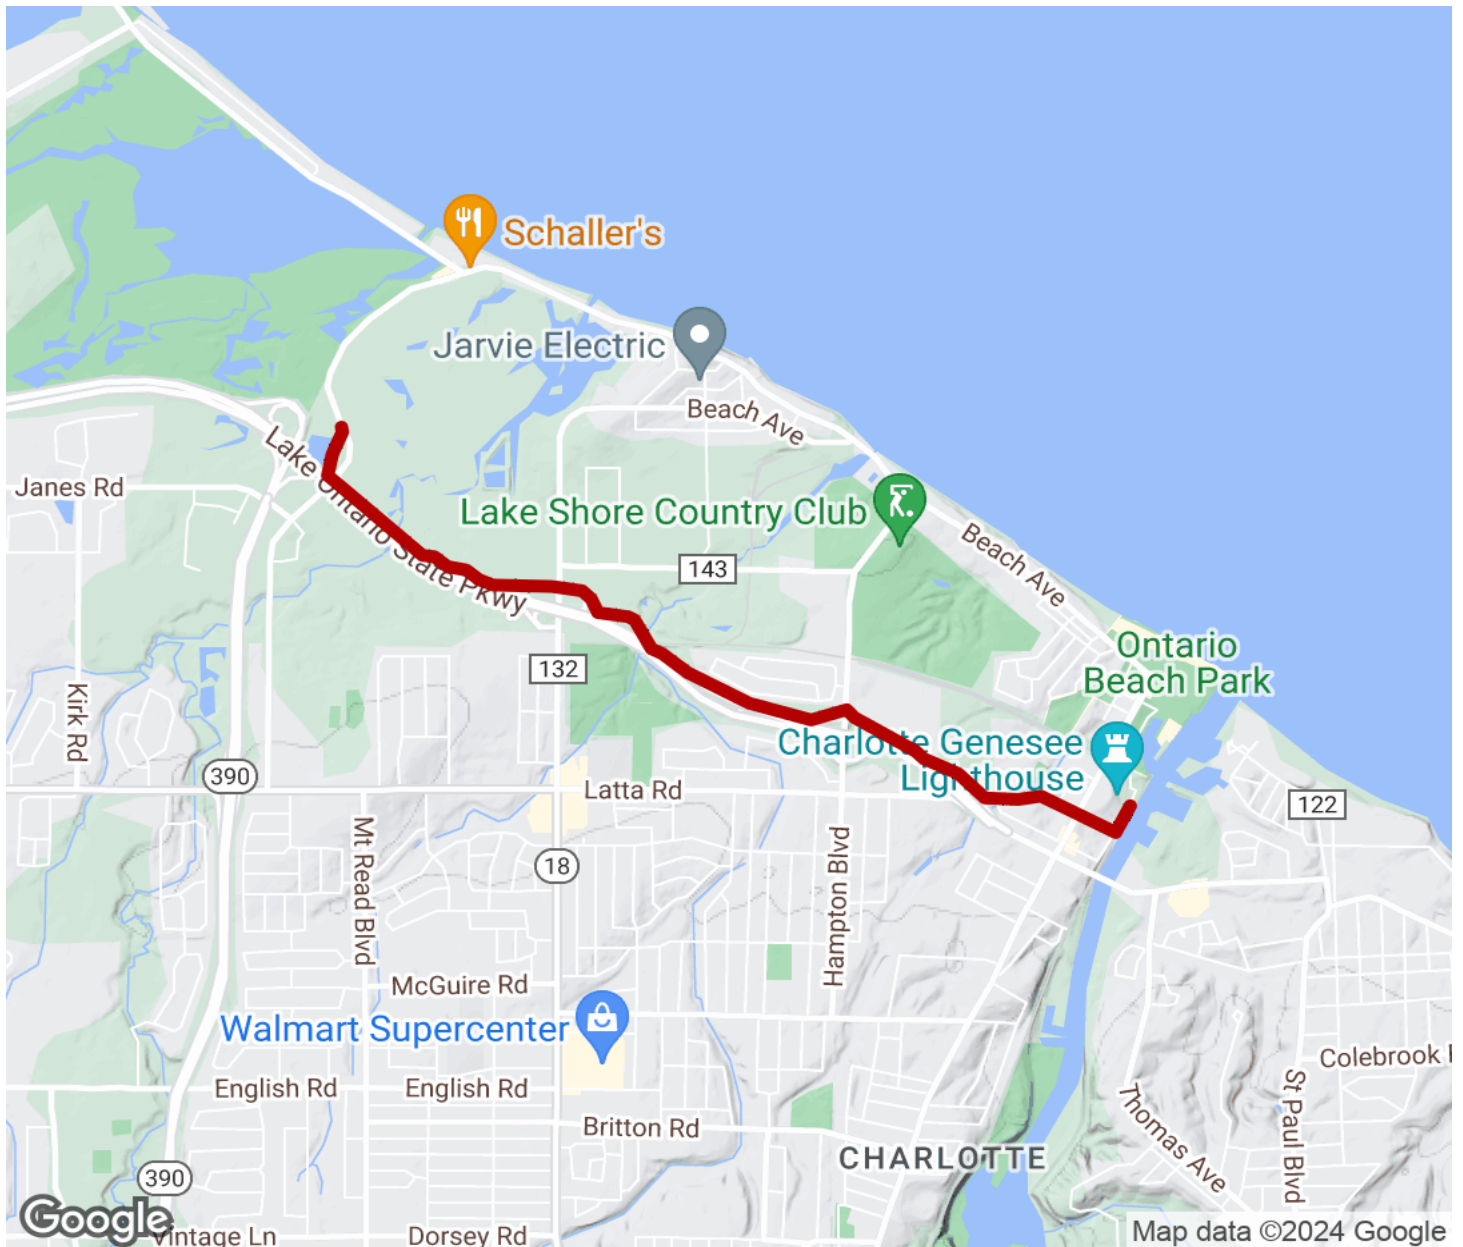 Schaller's
Jarvie Electric
Beach Ave
Lake Ontario State Pkwy
Janes Rd
Lake Shore Country Club
Beach Ave
143
Ontario
Beach Park
132
Kirk Rd
Charlotte Genesee
Lighthouse
390
Latta Rd
122
Mt Read Blvd
18
Hampton Blvd
McGuire Rd
Walmart Supercenter
Colebrook
English Rd
English Rd
St Paul Blvd
Thomas Ave
Britton Rd
CHARLOTTE
390
Google
Vintage Ln
Dorsey Rd
Map data ©2024 Google